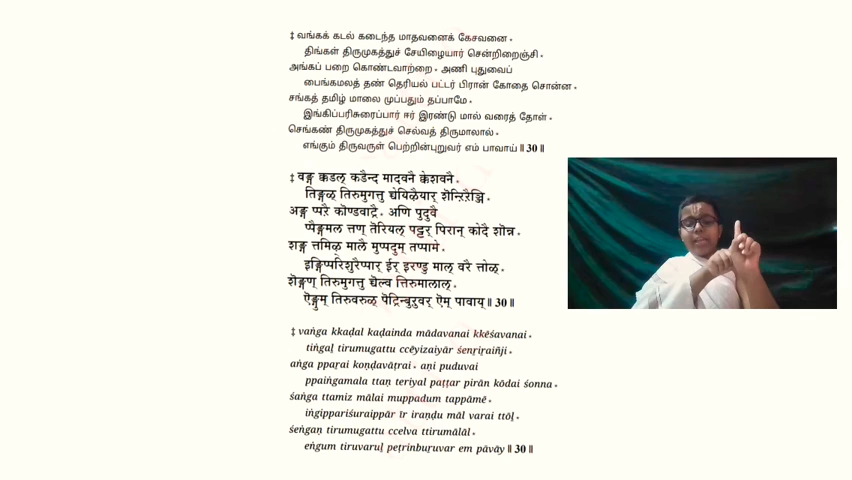 ‡ வங்கக் கடல் கடைந்த மாதவனைக் கேசவனை *
திங்கள் திருமுகத்துச் சேயிழையார் சென்றிறைஞ்சி *
அங்கப் பறை கொண்டவாற்றை * அணி புதுவைப்
பைங்கமலத் தண் தெரியல் பட்டர் பிரான் கோதை சொன்ன *
சங்கத் தமிழ் மாலை முப்பதும் தப்பாமே *
இங்கிப்பரிசுரைப்பார் ஈர் இரண்டு மால் வரைத் தோள் *
செங்கண் திருமுகத்துச் செல்வத் திருமாலால் *
எங்கும் திருவருள் பெற்றின்புறுவர் எம் பாவாய் || 30 ||
‡ वङ्ग क्कडल् कडैन्द मादवनै क्केशवनै *
तिङ्गळ् तिरुमुगत्तु च्चेयिऴैयार् शॆन्ऱिऱैञ्जि *
अङ्ग प्पऱै कॊण्डवाट्रै * अणि पुदुवै
प्पैङ्गमल त्तण् तॆरियल् पट्टर् पिरान् कोदै शॊन्न *
शङ्ग त्तमिऴ् मालै मुप्पदुम् तप्पामे *
इङ्गिप्परिशुरैप्पार् ईर् इरण्डु माल् वरै त्तोळ् *
शॆङ्गण् तिरुमुगत्तु च्चॆल्व त्तिरुमालाल् *
ऎङ्गुम् तिरुवरुळ् पॆट्रिन्बुऱुवर् ऎम् पावाय् || 30 ||
‡ vaṅga kkaḍal kaḍainda mādavanai kkēśavanai *
tiṅgaḷ tirumugattu ccēyiẓaiyār śenṟiṟaiñji *
aṅga ppaṟai koṇḍavāṭrai * aṇi puduvai
ppaiṅgamala ttaṇ teriyal paṭṭar pirān kōdai śonna *
śaṅga ttamiẓ mālai muppadum tappāmē *
iṅgippariśuraippār īr iraṇḍu māl varai ttōḷ *
śeṅgaṇ tirumugattu ccelva ttirumālāl *
eṅgum tiruvaruḷ peṭrinbuṟuvar em pāvāy || 30 ||